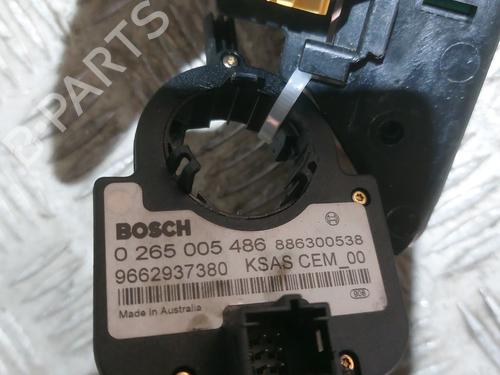 BOSCH
0 265 005 486 886300538
9662937380 KSAS CEM_00
Made in Australia
B-PARTS